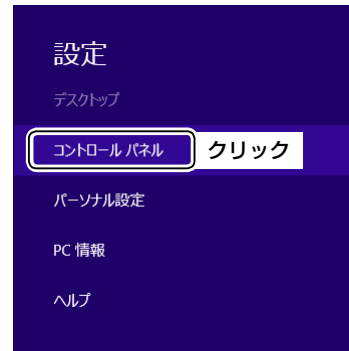 設定
デスクトップ
コントロール パネル
クリック
パーソナル設定
PC 情報
ヘルプ